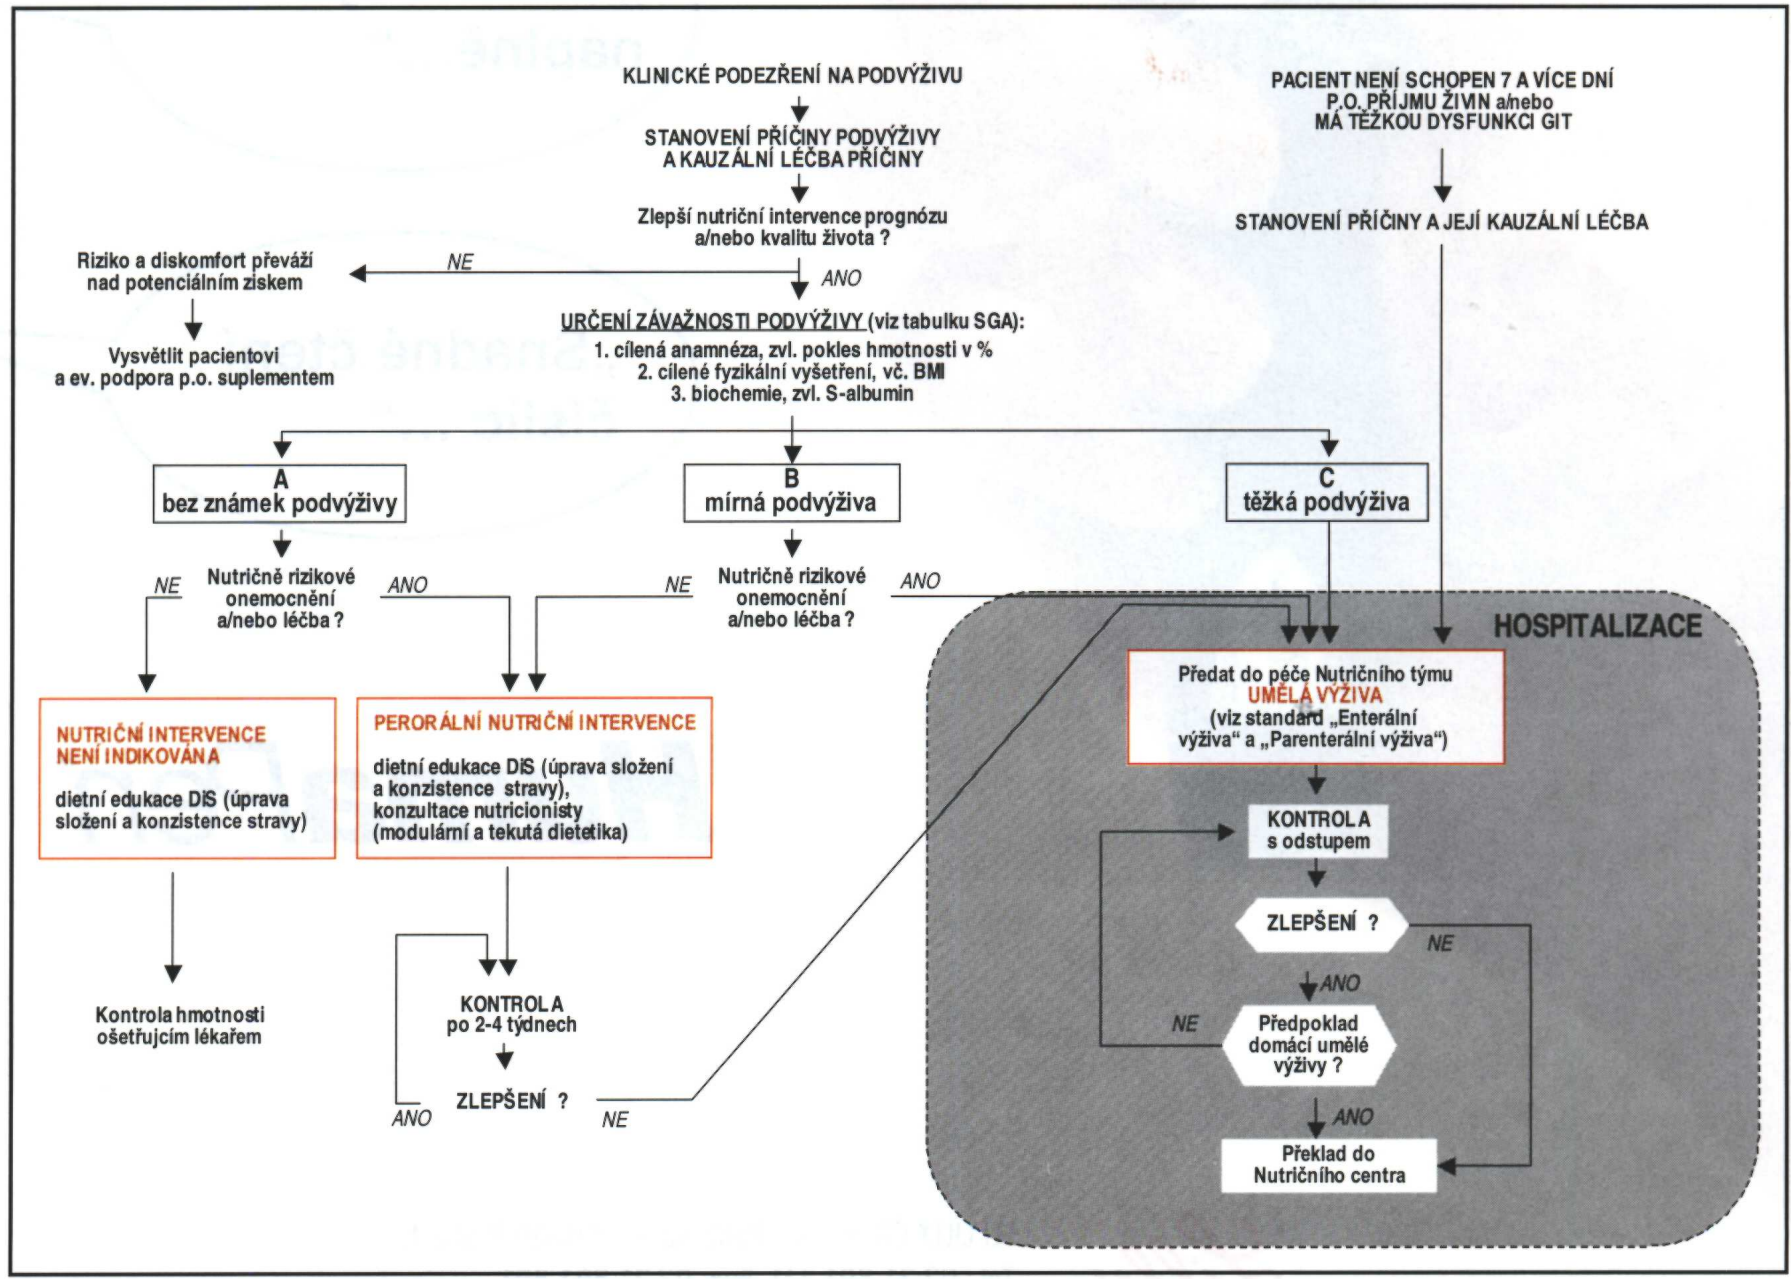 KLINICKÉ PODEZŘENÍ NA PODVÝŽIVU
STANOVENÍ PŘÍČINY PODVÝŽIVY
A KAUZÁLNÍ LÉČBA PŘÍČINY
Zlepší nutriční intervence prognózu
a/nebo kvalitu života ?
PACIENT NENÍ SCHOPEN 7 A VÍCE DNÍ
P.O. PŘÍJMU ŽIVIN a/nebo
MÁ TĚŽKOU DYSFUNKCI GIT
STANOVENÍ PŘÍČINY A JEJÍ KAUZÁLNÍ LÉČBA
NE
ANO
Riziko a diskomfort převáží
nad potenciálním ziskem
Vysvětlit pacientovi
a ev. podpora p.o. suplementem
URČENÍ ZÁVAŽNOSTI PODVÝŽIVY (viz tabulku SGA):
1. cílená anamnéza, zvl. pokles hmotnosti v %
2. cílené fyzikální vyšetření, vč. BMI
3. biochemie, zvl. S-albumin
A
bez známek podvýživy
B
mírná podvýživa
C
těžká podvýživa
NE
Nutričně rizikové
onemocnění
a/nebo léčba ?
ANO
NE
Nutričně rizikové
onemocnění
a/nebo léčba ?
ANO
HOSPITALIZACE
NUTRIČNÍ INTERVENCE
NENÍ INDIKOVÁNA
dietní edukace DiS (úprava
složení a konzistence stravy)
PERORÁLNÍ NUTRIČNÍ INTERVENCE
dietní edukace DiS (úprava složení
a konzistence stravy),
konzultace nutricionisty
(modulární a tekutá dietetika)
Předat do péče Nutričního týmu
UMĚLÁ VÝŽIVA
(viz standard „Enterální
výživa“ a „Parenterální výživa“)
KONTROLA
s odstupem
ZLEPŠENÍ ?
NE
ANO
Předpoklad
domácí umělé
výživy ?
NE
ANO
Překlad do
Nutričního centra
Kontrola hmotnosti
ošetřujcím lékařem
KONTROLA
po 2-4 týdnech
ZLEPŠENÍ ?
ANO
NE